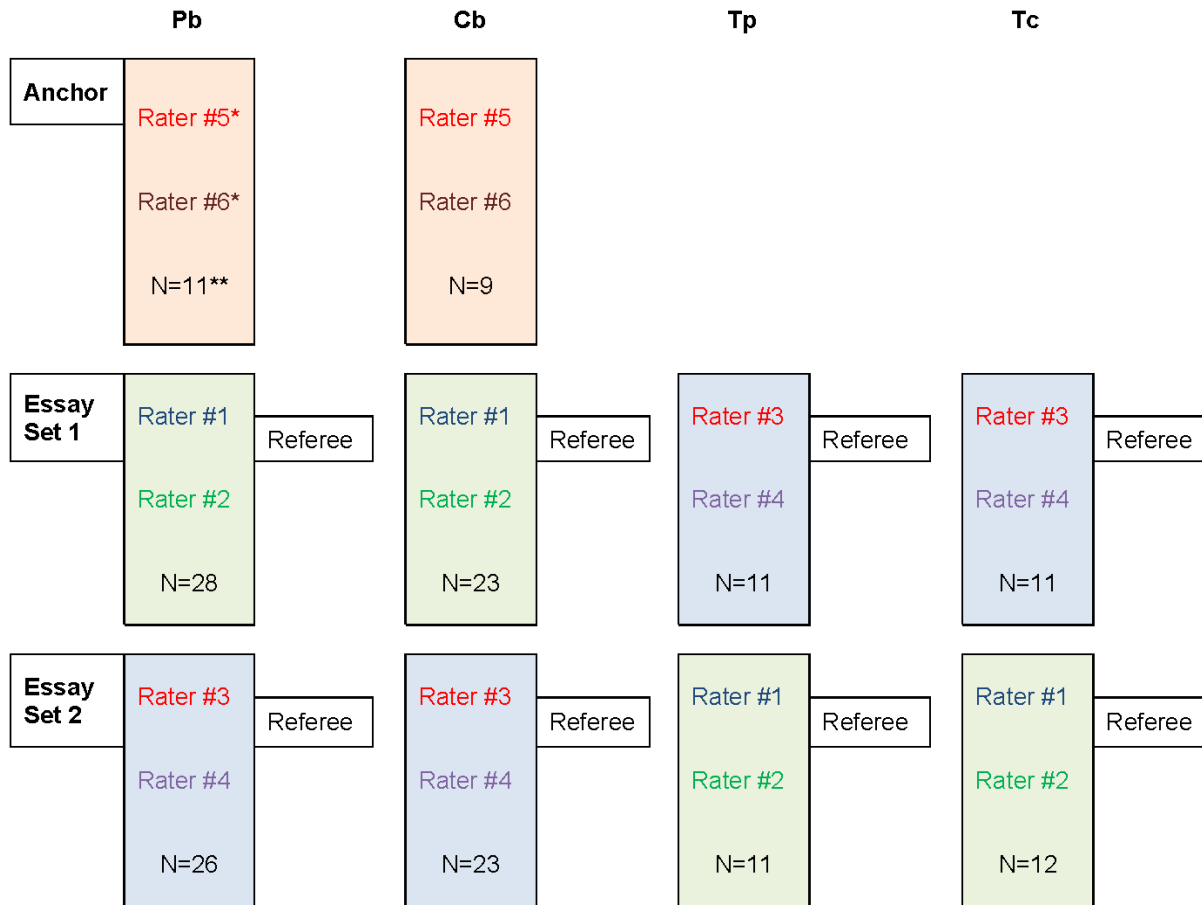 Pb Cb Tp Tc
Anchor
Rater #5* Rater #5
Rater #6* Rater #6
N=11** N=9
Essay
Set 1
Rater #1 Referee Rater #1 Referee Rater #3 Referee Rater #3 Referee
Rater #2 Rater #2 Rater #4 Rater #4
N=28 N=23 N=11 N=11
Essay
Set 2
Rater #3 Referee Rater #3 Referee Rater #1 Referee Rater #1 Referee
Rater #4 Rater #4 Rater #2 Rater #2
N=26 N=23 N=11 N=12